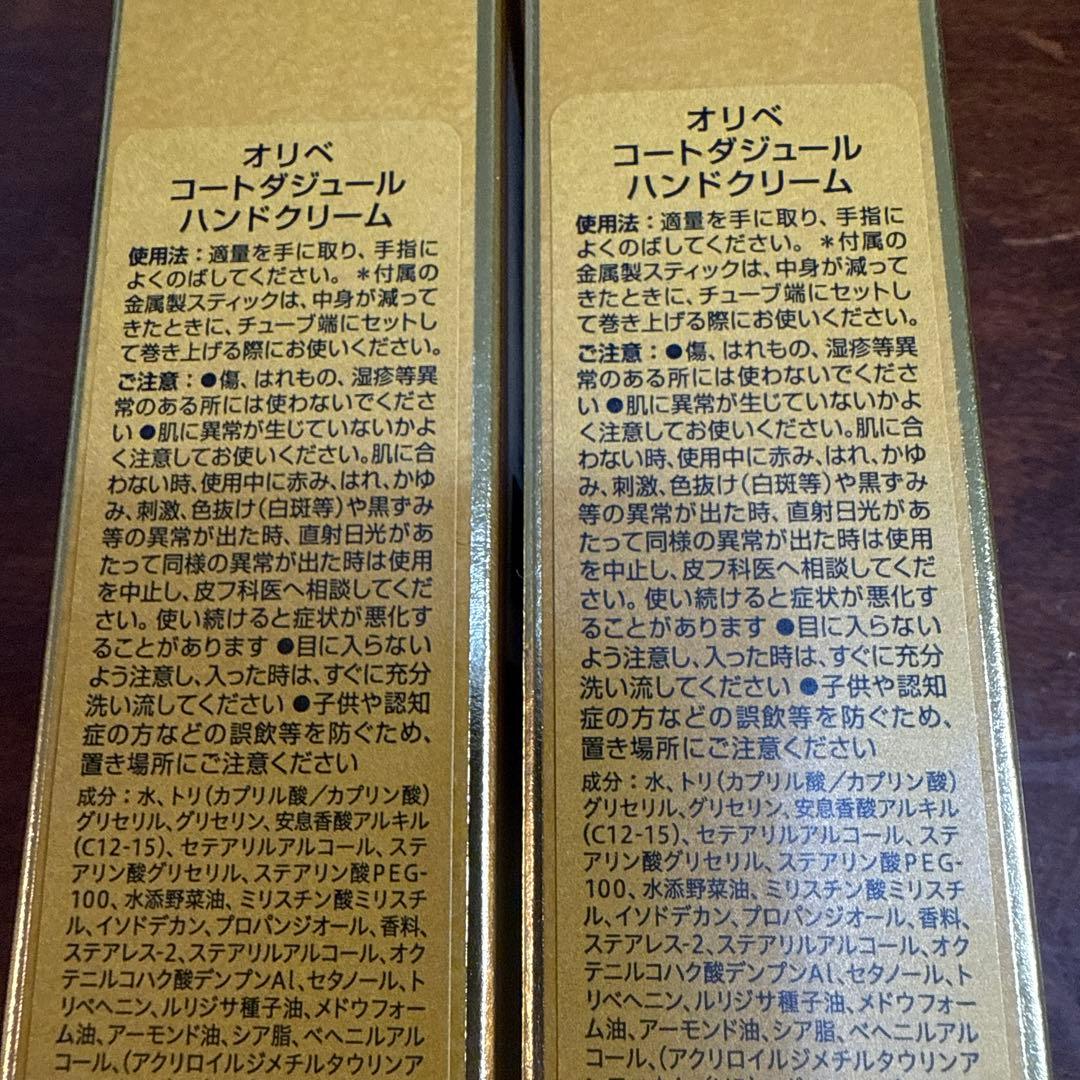 オリベ
コートダジュール
ハンドクリーム
使用法：適量を手に取り、手指に
よくのばしてください。＊付属の
金属製スティックは、中身が減って
きたときに、チューブ端にセットし
て巻き上げる際にお使いください。
ご注意：●傷、はれもの、湿疹等異
常のある所には使わないでくださ
い ●肌に異常が生じていないかよ
く注意してお使いください。肌に合
わない時、使用中に赤み、はれ、かゆ
み、刺激、色抜け(白斑等)や黒ずみ
等の異常が出た時、直射日光があ
たって同様の異常が出た時は使用
を中止し、皮フ科医へ相談してくだ
さい。使い続けると症状が悪化す
ることがあります ●目に入らない
よう注意し、入った時は、すぐに充分
洗い流してください ●子供や認知
症の方などの誤飲等を防ぐため、
置き場所にご注意ください
成分：水、トリ(カプリル酸／カプリン酸)
グリセリル、グリセリン、安息香酸アルキル
(C12-15)、セテアリルアルコール、ステ
アリン酸グリセリル、ステアリン酸PEG-
100、水添野菜油、ミリスチン酸ミリスチ
ル、イソドデカン、プロパンジオール、香料、
ステアレス-2、ステアリルアルコール、オク
テニルコハク酸デンプンAl、セタノール、ト
リベヘニン、ルリジサ種子油、メドウフォー
ム油、アーモンド油、シア脂、ベヘニルアル
コール、(アクリロイルジメチルタウリンア
オリベ
コートダジュール
ハンドクリーム
使用法：適量を手に取り、手指に
よくのばしてください。＊付属の
金属製スティックは、中身が減って
きたときに、チューブ端にセットし
て巻き上げる際にお使いください。
ご注意：●傷、はれもの、湿疹等異
常のある所には使わないでくださ
い ●肌に異常が生じていないかよ
く注意してお使いください。肌に合
わない時、使用中に赤み、はれ、かゆ
み、刺激、色抜け(白斑等)や黒ずみ
等の異常が出た時、直射日光があ
たって同様の異常が出た時は使用
を中止し、皮フ科医へ相談してくだ
さい。使い続けると症状が悪化す
ることがあります ●目に入らない
よう注意し、入った時は、すぐに充分
洗い流してください ●子供や認知
症の方などの誤飲等を防ぐため、
置き場所にご注意ください
成分：水、トリ(カプリル酸／カプリン酸)
グリセリル、グリセリン、安息香酸アルキル
(C12-15)、セテアリルアルコール、ステ
アリン酸グリセリル、ステアリン酸PEG-
100、水添野菜油、ミリスチン酸ミリスチ
ル、イソドデカン、プロパンジオール、香料、
ステアレス-2、ステアリルアルコール、オク
テニルコハク酸デンプンAl、セタノール、ト
リベヘニン、ルリジサ種子油、メドウフォー
ム油、アーモンド油、シア脂、ベヘニルアル
コール、(アクリロイルジメチルタウリンア